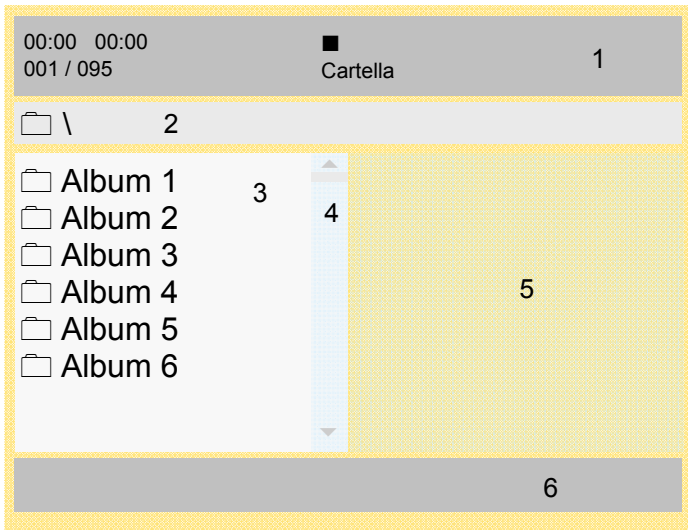 00:00 00:00
001 / 095
Cartella
1
\ 2
Album 1
Album 2
Album 3
Album 4
Album 5
Album 6
3
4
5
6